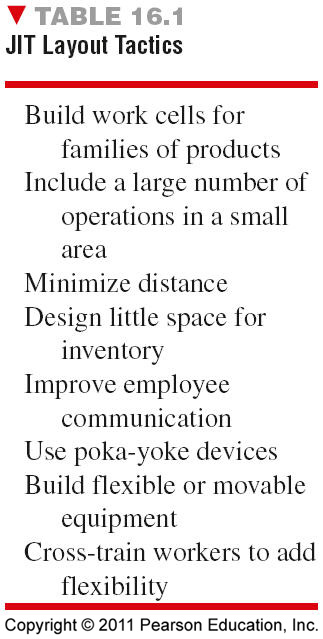 ▼ TABLE 16.1
JIT Layout Tactics
Build work cells for
families of products
Include a large number of
operations in a small
area
Minimize distance
Design little space for
inventory
Improve employee
communication
Use poka-yoke devices
Build flexible or movable
equipment
Cross-train workers to add
flexibility
Copyright © 2011 Pearson Education, Inc.